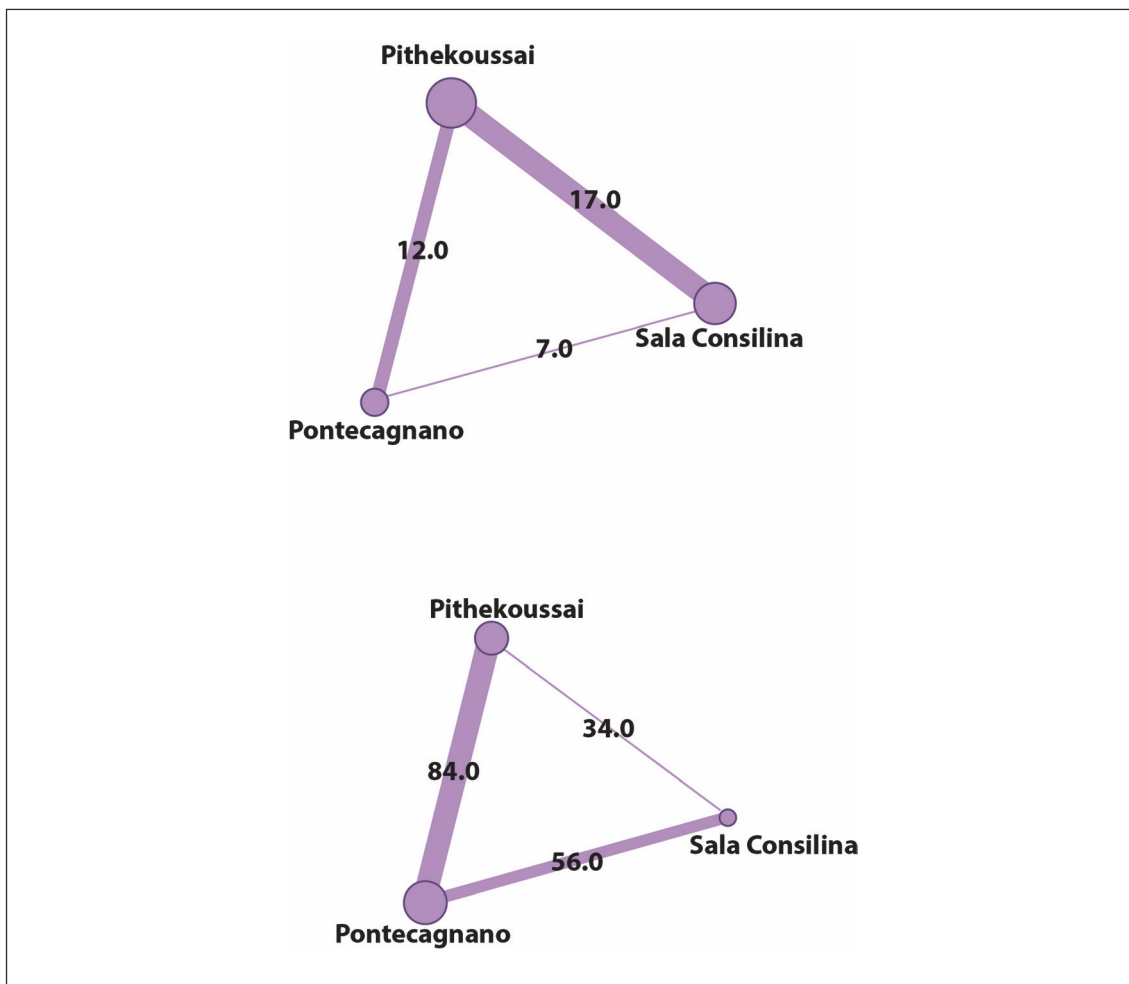 Pithekoussai
17.0
12.0
Sala Consilina
7.0
Pontecagnano
Pithekoussai
34.0
84.0
Sala Consilina
56.0
Pontecagnano